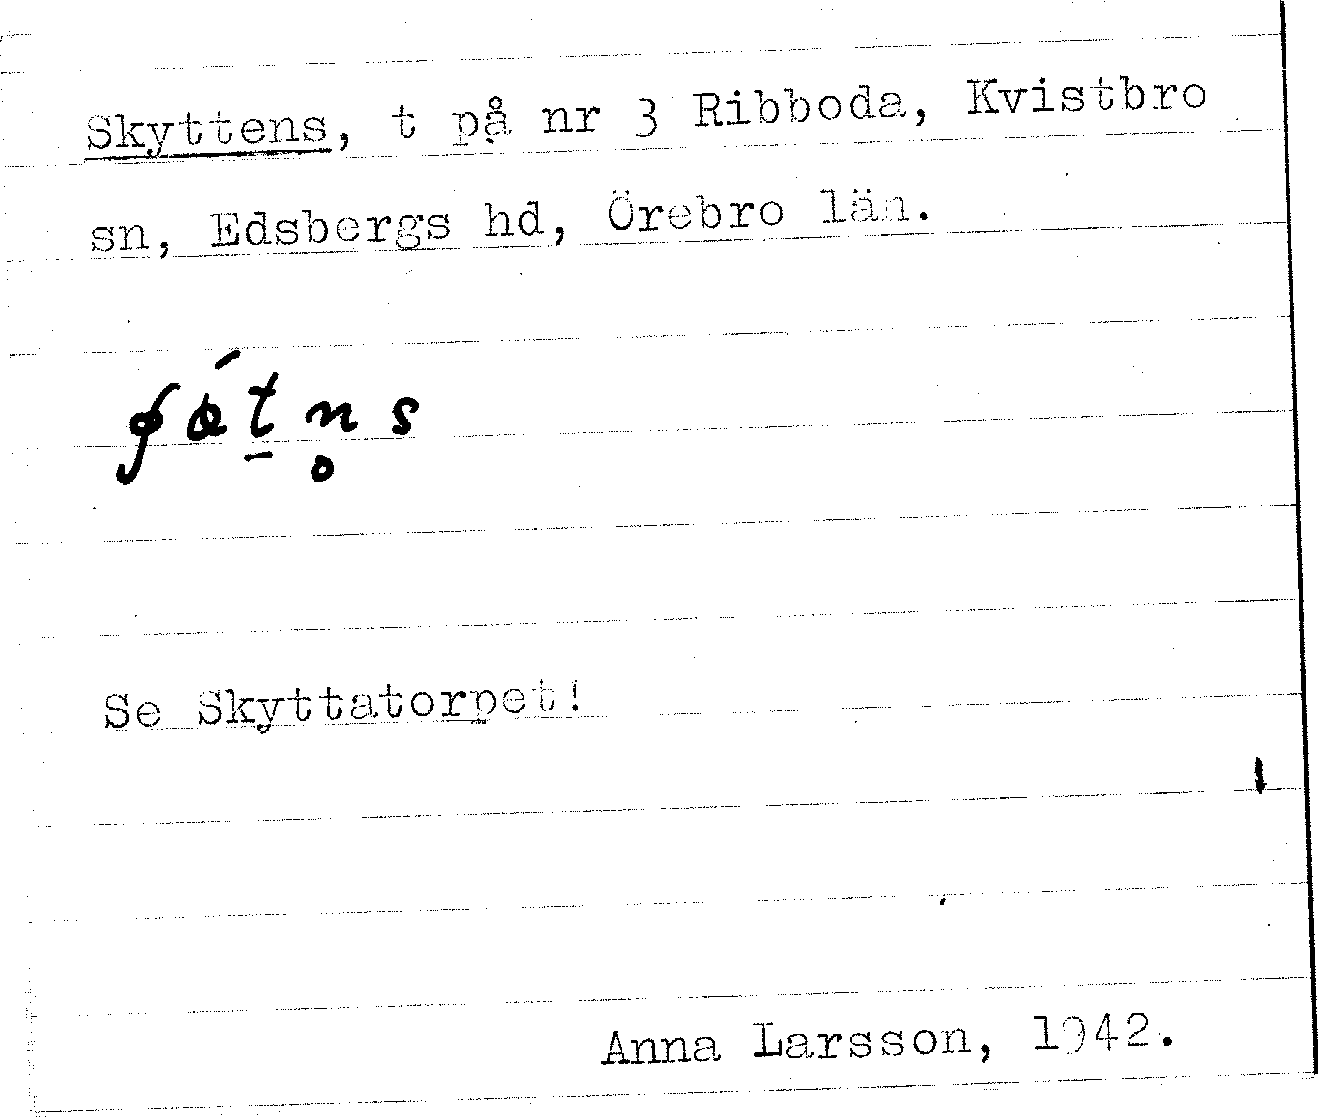 Skyttens, t på nr 3 Ribboda, Kvistbro
sn, Edsbergs hd, Örebro län.
Se Skyttatorpet!
Anna Larsson, 1942.